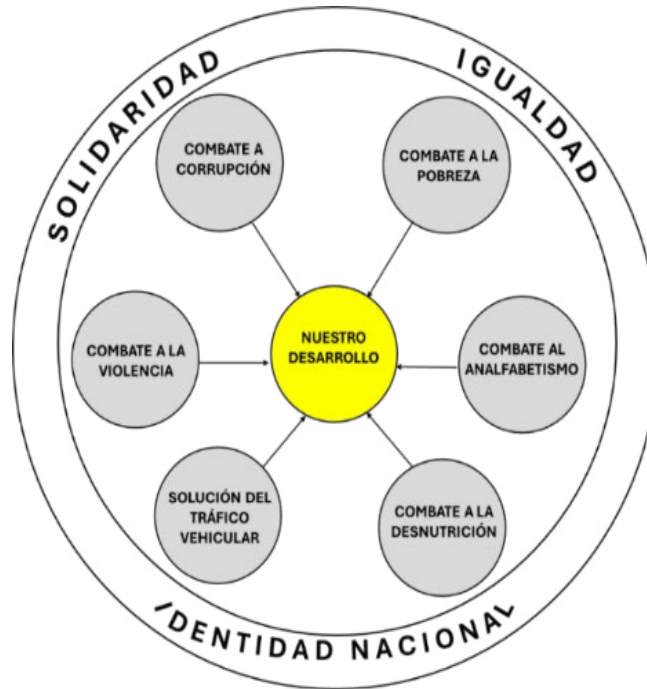 SOLIDARIDAD
IGUALDAD
COMBATE A
CORRUPCIÓN
COMBATE A LA
POBREZA
NUESTRO
DESARROLLO
COMBATE A LA
VIOLENCIA
COMBATE AL
ANALFABETISMO
SOLUCIÓN DEL
TRÁFICO
VEHICULAR
COMBATE A LA
DESNUTRICIÓN
IDENTIDAD NACIONAL